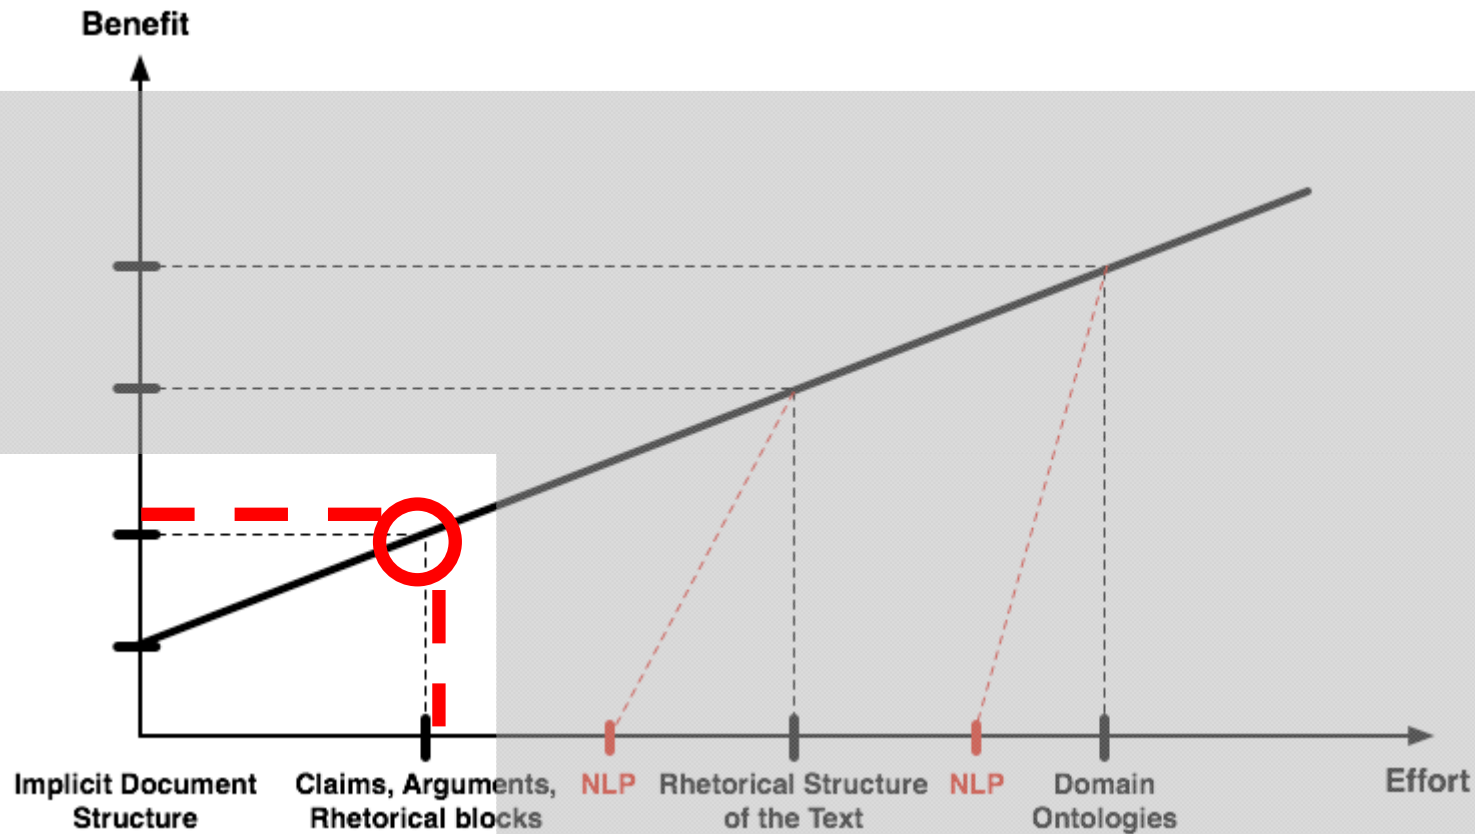 Benefit
Implicit Document
Structure
Claims, Arguments,
Rhetorical blocks
NLP
Rhetorical Structure
of the Text
NLP
Domain
Ontologies
Effort